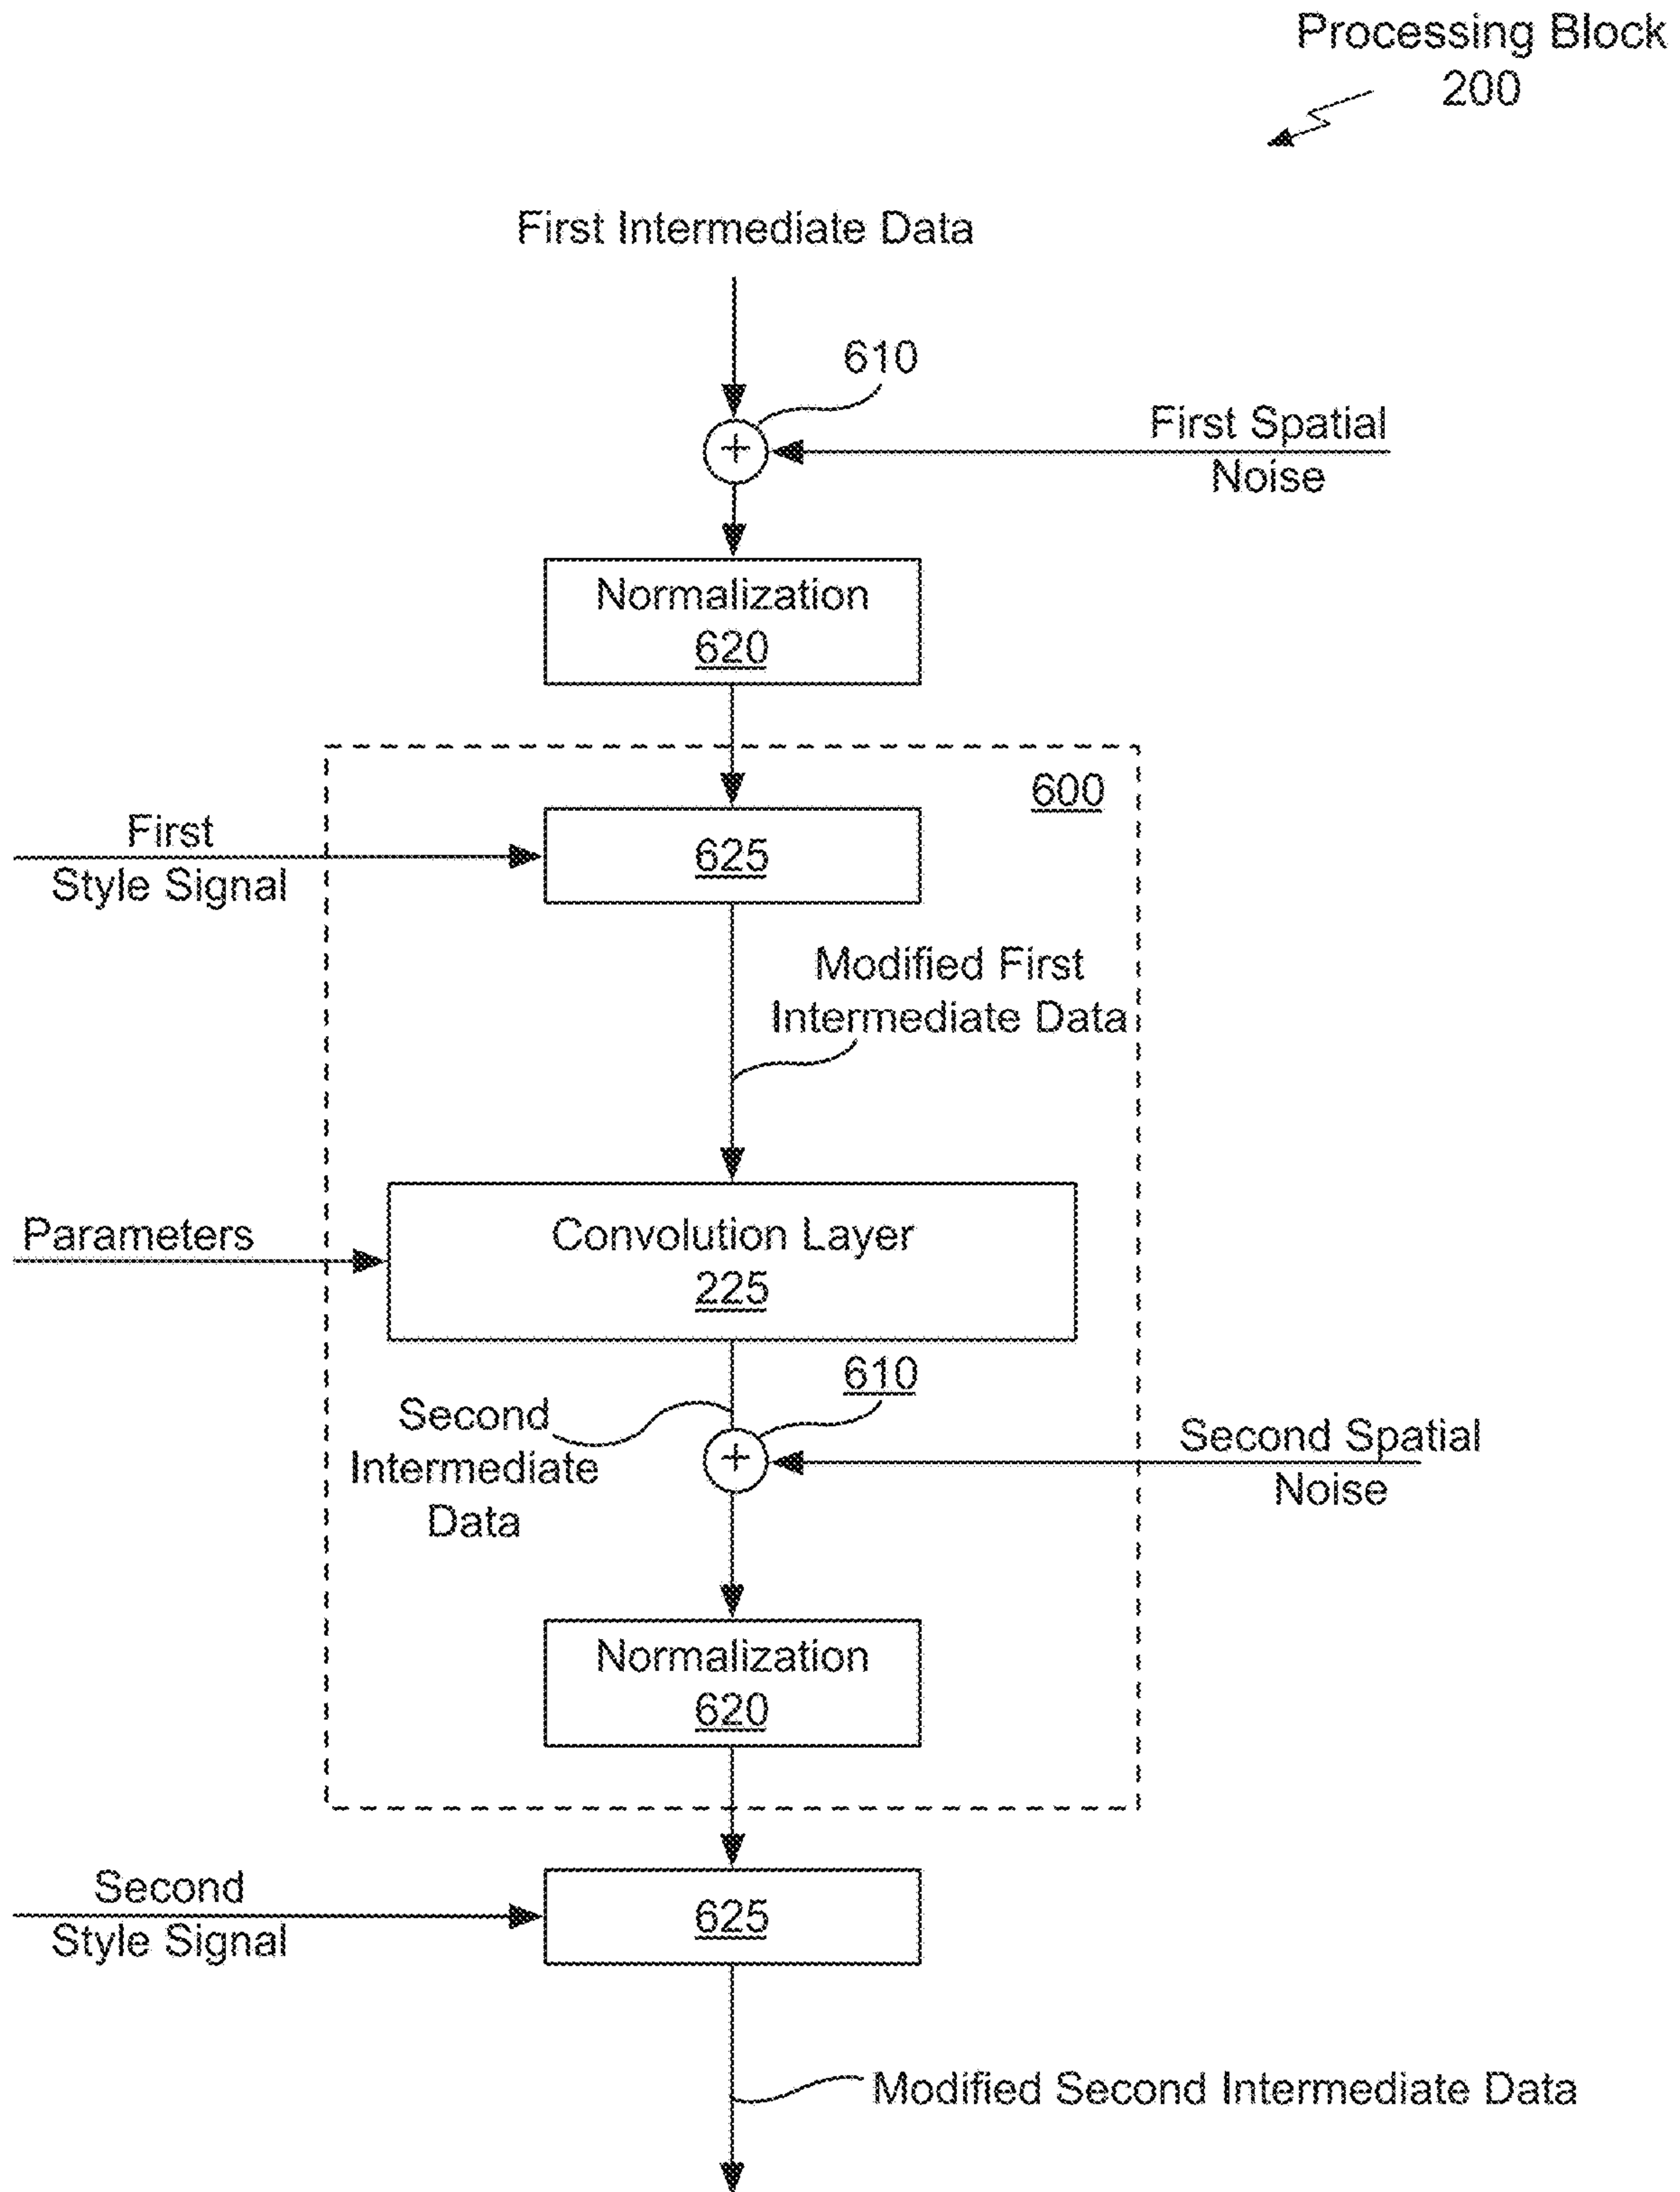 Processing Block
200
First Intermediate Data
610
+
First Spatial
Noise
Normalization
620
600
First
Style Signal
625
Modified First
Intermediate Data
Parameters
Convolution Layer
225
610
Second
Intermediate
Data
+
Second Spatial
Noise
Normalization
620
Second
Style Signal
625
Modified Second Intermediate Data